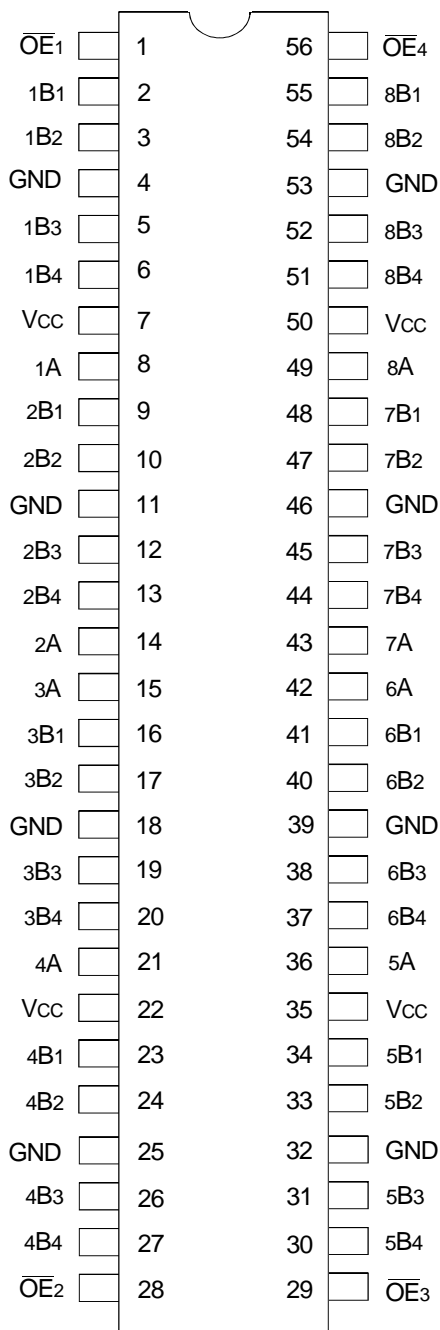 OE1 1 56 OE4
1B1 2 55 8B1
1B2 3 54 8B2
GND 4 53 GND
1B3 5 52 8B3
1B4 6 51 8B4
VCC 7 50 VCC
1A 8 49 8A
2B1 9 48 7B1
2B2 10 47 7B2
GND 11 46 GND
2B3 12 45 7B3
2B4 13 44 7B4
2A 14 43 7A
3A 15 42 6A
3B1 16 41 6B1
3B2 17 40 6B2
GND 18 39 GND
3B3 19 38 6B3
3B4 20 37 6B4
4A 21 36 5A
VCC 22 35 VCC
4B1 23 34 5B1
4B2 24 33 5B2
GND 25 32 GND
4B3 26 31 5B3
4B4 27 30 5B4
OE2 28 29 OE3